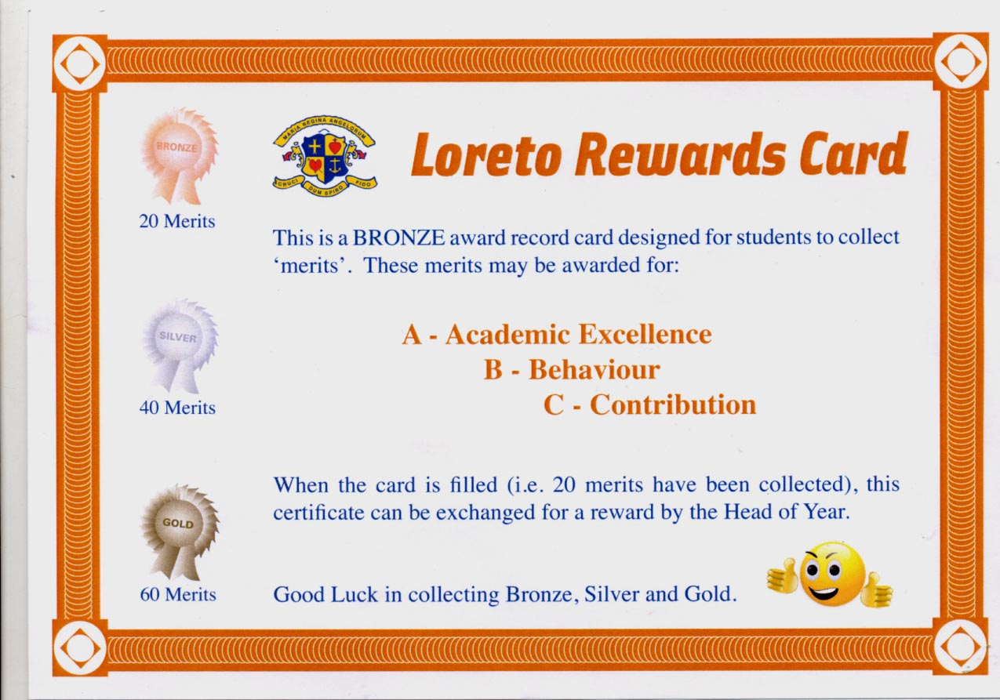 BRONZE
20 Merits
SILVER
40 Merits
GOLD
60 Merits
MARIA REGINA ANGELORUM
CRUCI DUM SPIRO FIDO
Loreto Rewards Card
This is a BRONZE award record card designed for students to collect
‘merits’. These merits may be awarded for:
A - Academic Excellence
B - Behaviour
C - Contribution
When the card is filled (i.e. 20 merits have been collected), this
certificate can be exchanged for a reward by the Head of Year.
Good Luck in collecting Bronze, Silver and Gold.